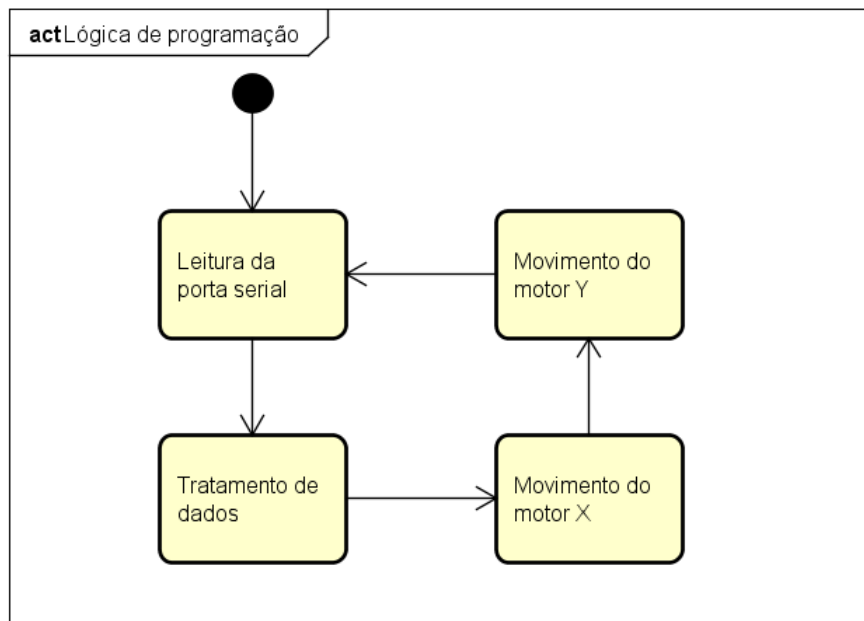 act Lógica de programação
Leitura da
porta serial
Movimento do
motor Y
Tratamento de
dados
Movimento do
motor X